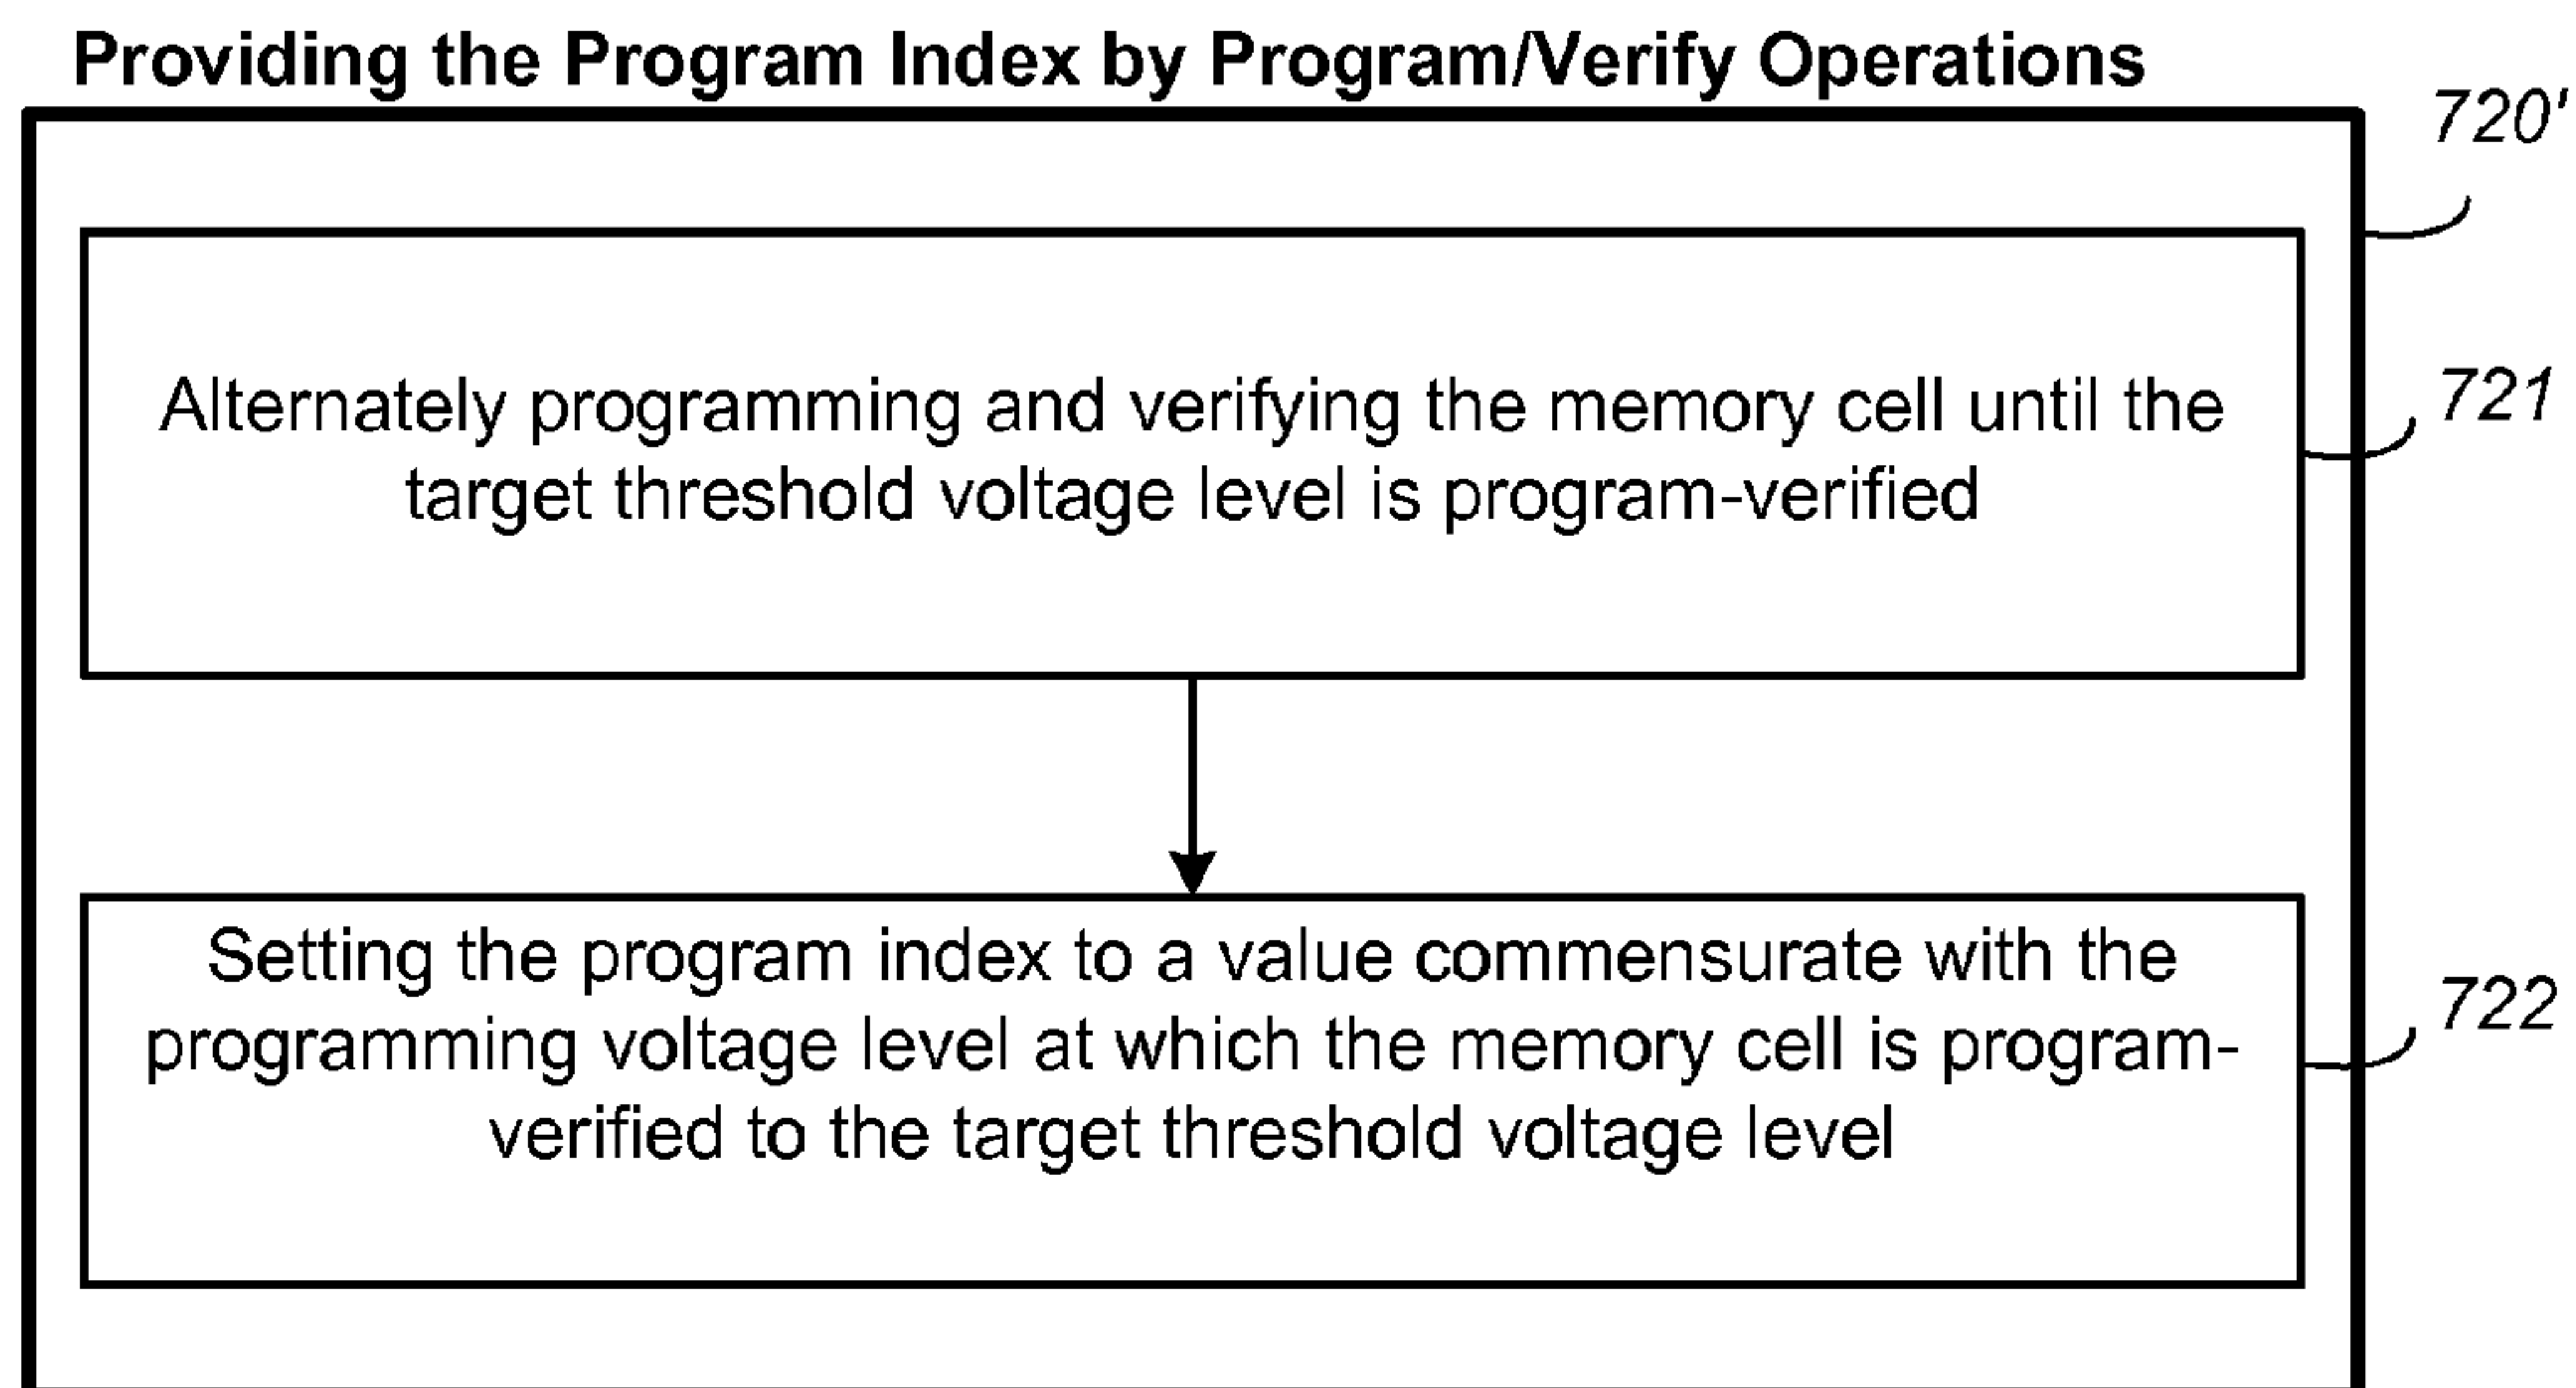 Providing the Program Index by Program/Verify Operations
720'
Alternately programming and verifying the memory cell until the
target threshold voltage level is program-verified
721
Setting the program index to a value commensurate with the
programming voltage level at which the memory cell is program-
verified to the target threshold voltage level
722